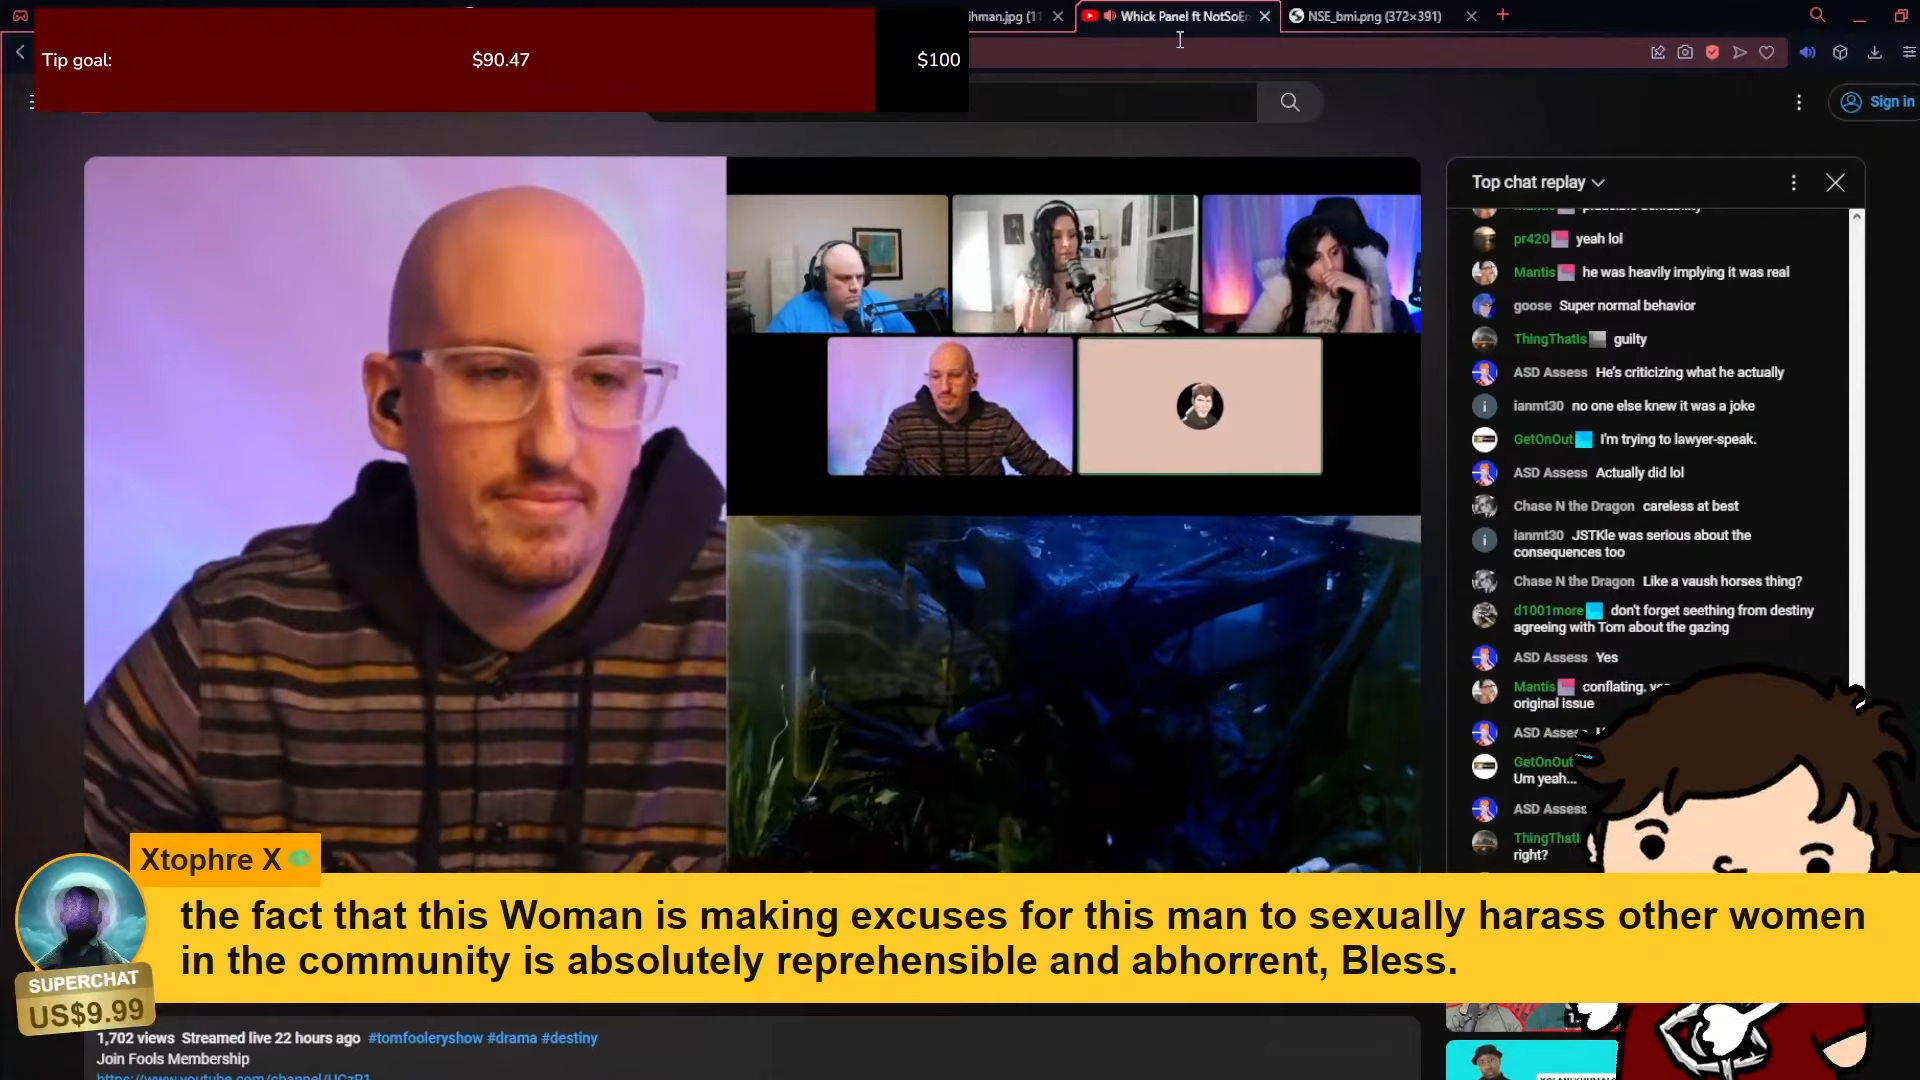 ihman.jpg (11
Whick Panel ft NotSoEr
NSE_bmi.png (372×391)
Tip goal:
$90.47
$100
Sign in
Top chat replay
pr420 yeah lol
Mantis he was heavily implying it was real
goose Super normal behavior
ThingThatIs guilty
ASD Assess He's criticizing what he actually
ianmt30 no one else knew it was a joke
GetOnOut I'm trying to lawyer-speak.
ASD Assess Actually did lol
Chase N the Dragon careless at best
ianmt30 JSTKle was serious about the
consequences too
Chase N the Dragon Like a vaush horses thing?
d1001more don't forget seething from destiny
agreeing with Tom about the gazing
ASD Assess Yes
Mantis conflating.
original issue
ASD Asses
GetOnOut
Um yeah...
ASD Assess
ThingThatI
right?
Xtophre X
the fact that this Woman is making excuses for this man to sexually harass other women
in the community is absolutely reprehensible and abhorrent, Bless.
SUPERCHAT
US$9.99
1,702 views Streamed live 22 hours ago #tomfooleryshow #drama #destiny
Join Fools Membership